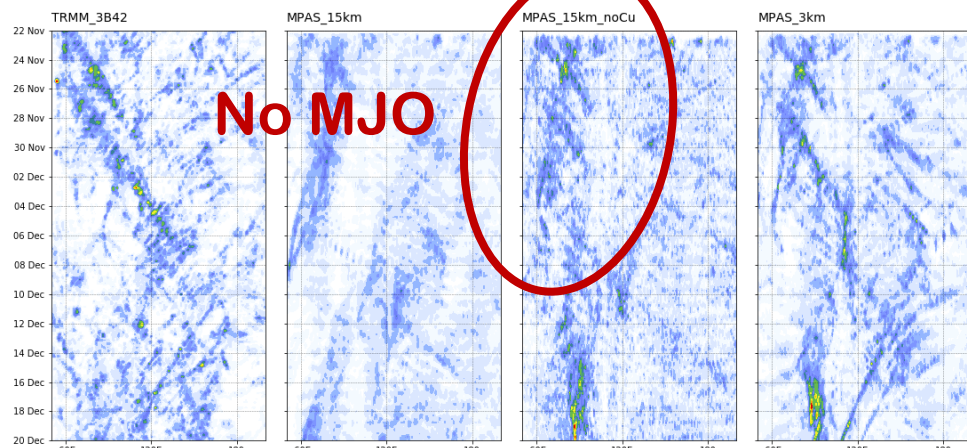 TRMM_3B42
MPAS_15km
MPAS_15km_noCu
MPAS_3km
No MJO
22 Nov
24 Nov
26 Nov
28 Nov
30 Nov
02 Dec
04 Dec
06 Dec
08 Dec
10 Dec
12 Dec
14 Dec
16 Dec
18 Dec
20 Dec